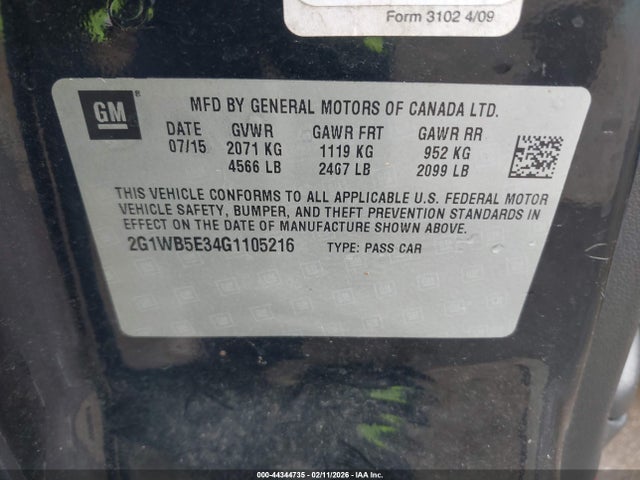 Form 3102 4/09
GM ®
MFD BY GENERAL MOTORS OF CANADA LTD.
DATE GVWR GAWR FRT GAWR RR
07/15 2071 KG 1119 KG 952 KG
4566 LB 2467 LB 2099 LB
THIS VEHICLE CONFORMS TO ALL APPLICABLE U.S. FEDERAL MOTOR
VEHICLE SAFETY, BUMPER, AND THEFT PREVENTION STANDARDS
IN EFFECT ON THE DATE OF MANUFACTURE SHOWN ABOVE.
2G1WB5E34G1105216 TYPE: PASS CAR
000-44344735 - 02/11/2026 - IAA Inc.